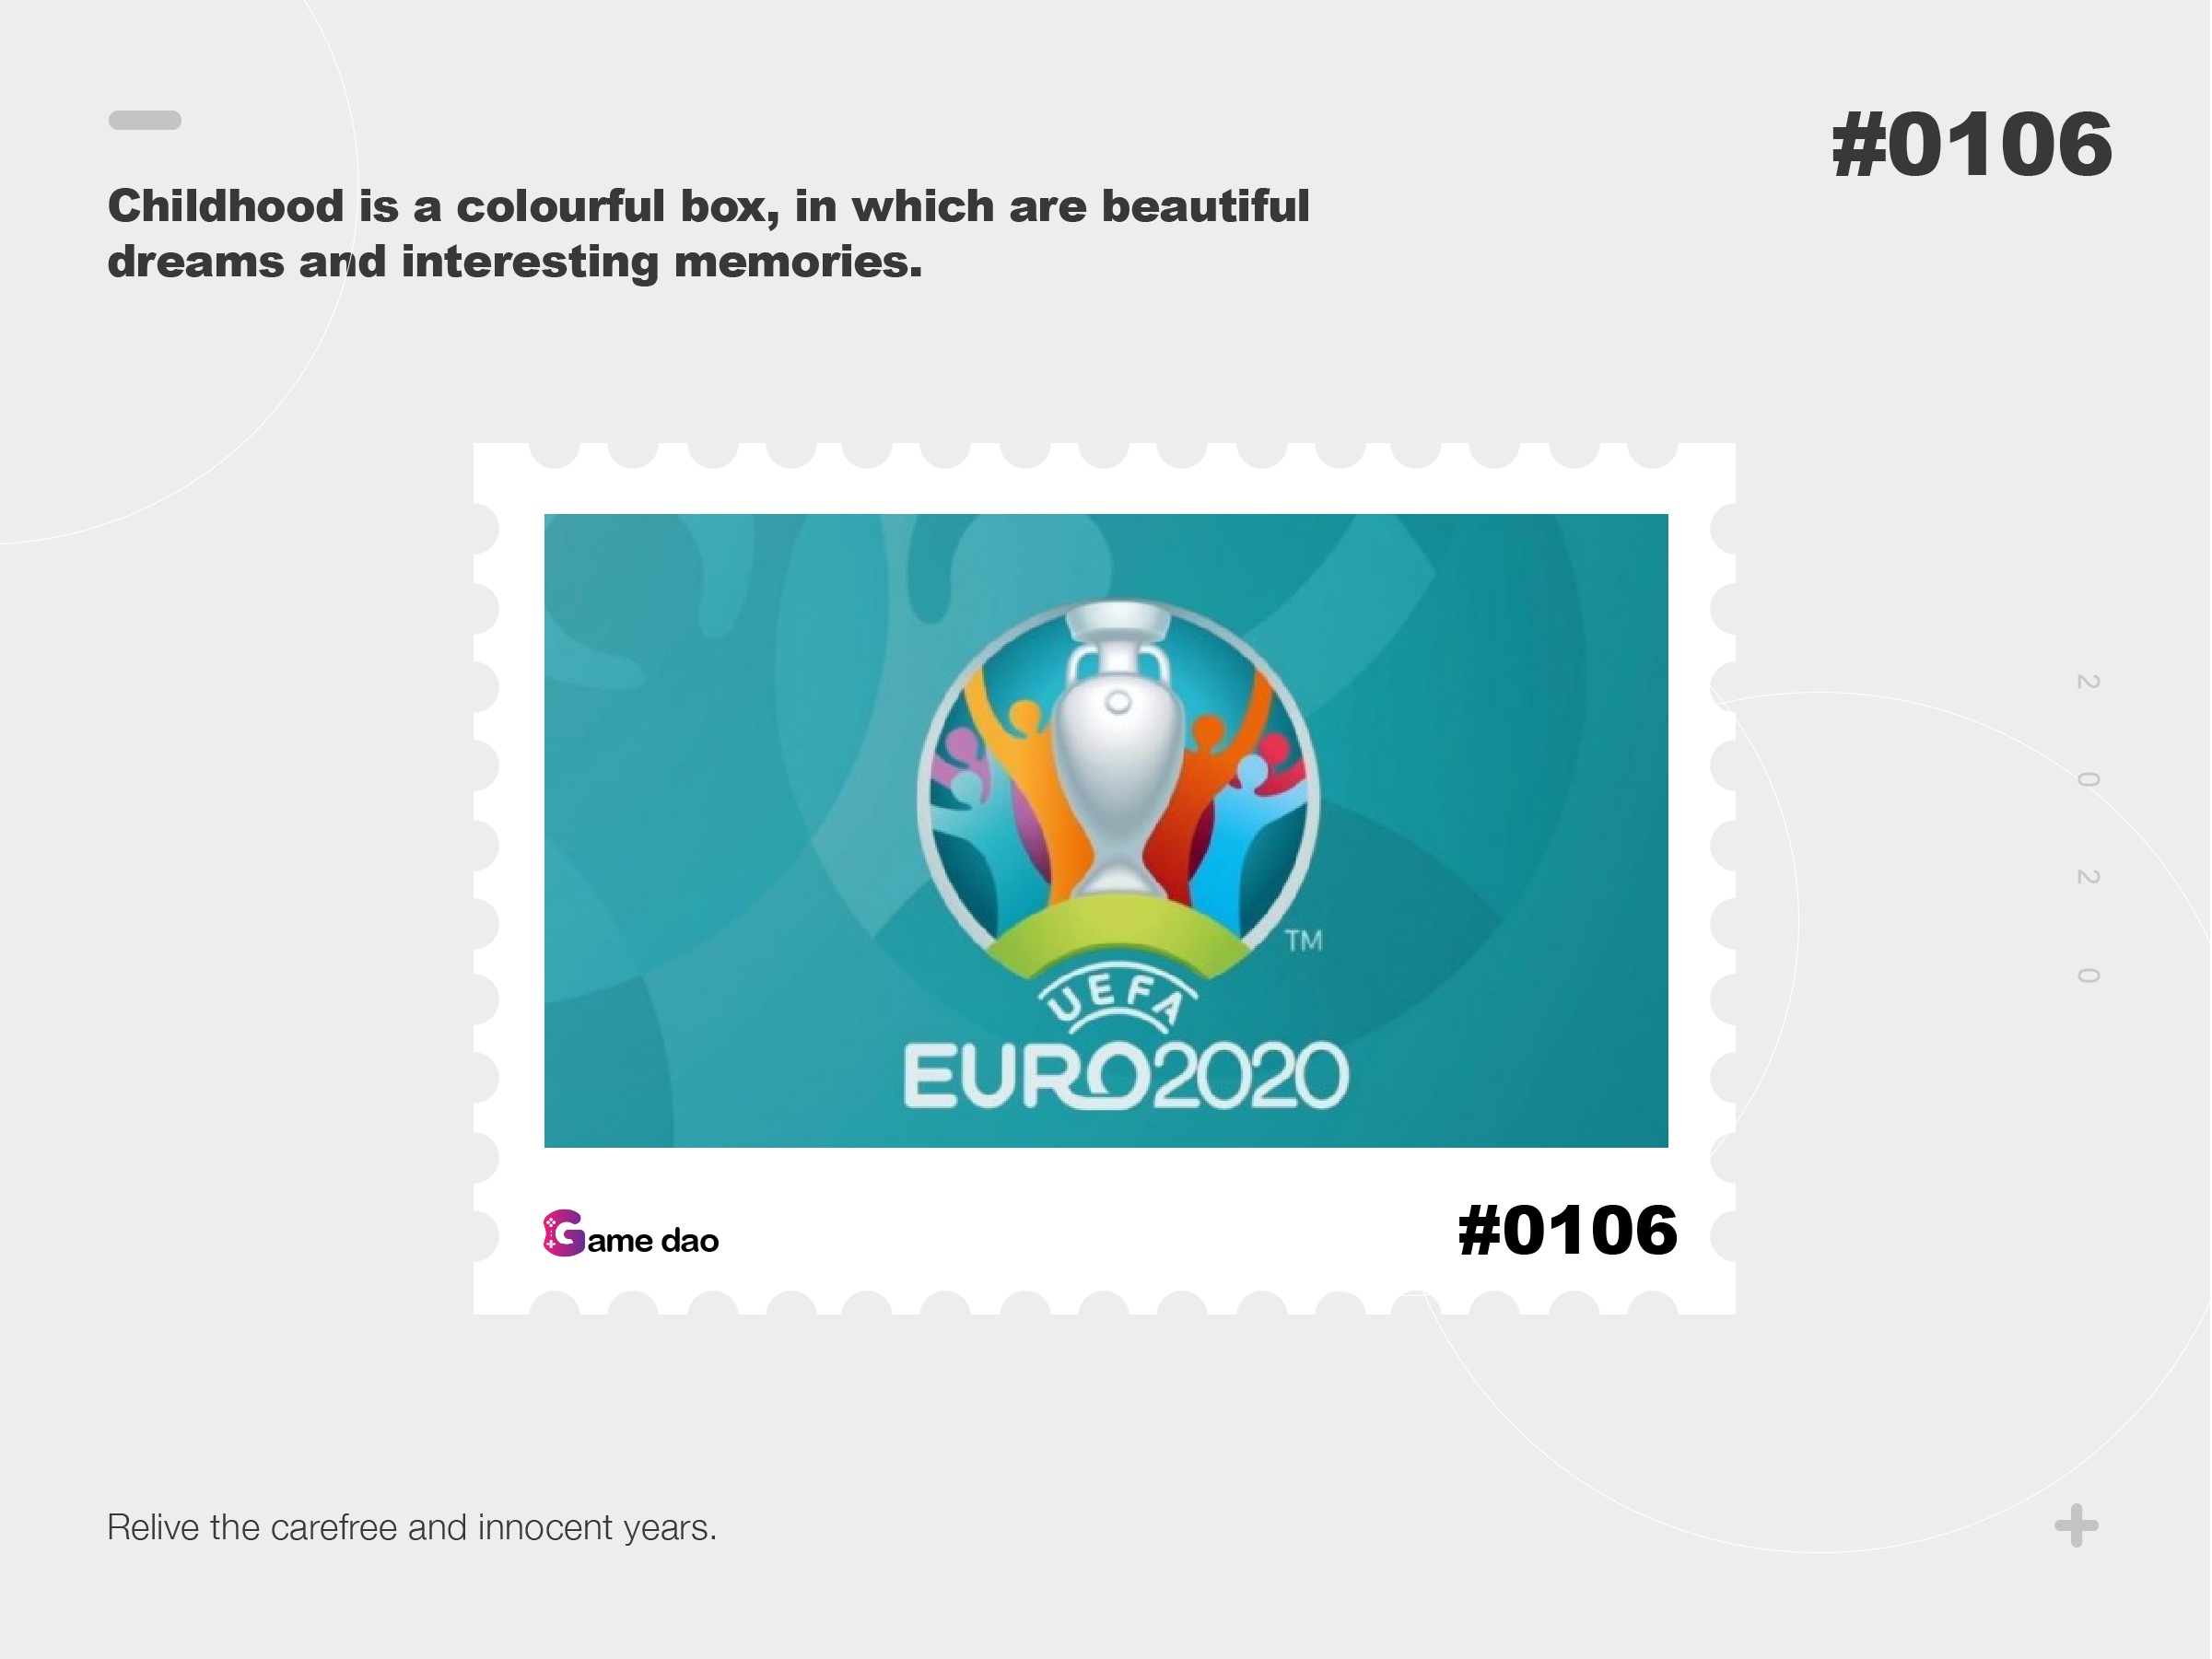 #0106
Childhood is a colourful box, in which are beautiful
dreams and interesting memories.
2020
TM
UEFA
EURO2020
Game dao
#0106
Relive the carefree and innocent years.